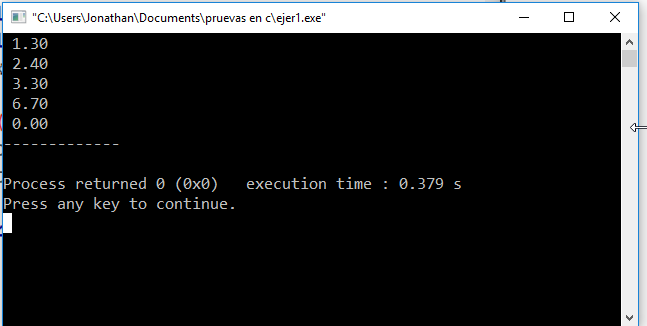 "C:\Users\Jonathan\Documents\pruevas en c\ejer1.exe"
1.30
2.40
3.30
6.70
0.00
-------------
Process returned 0 (0x0)   execution time : 0.379 s
Press any key to continue.